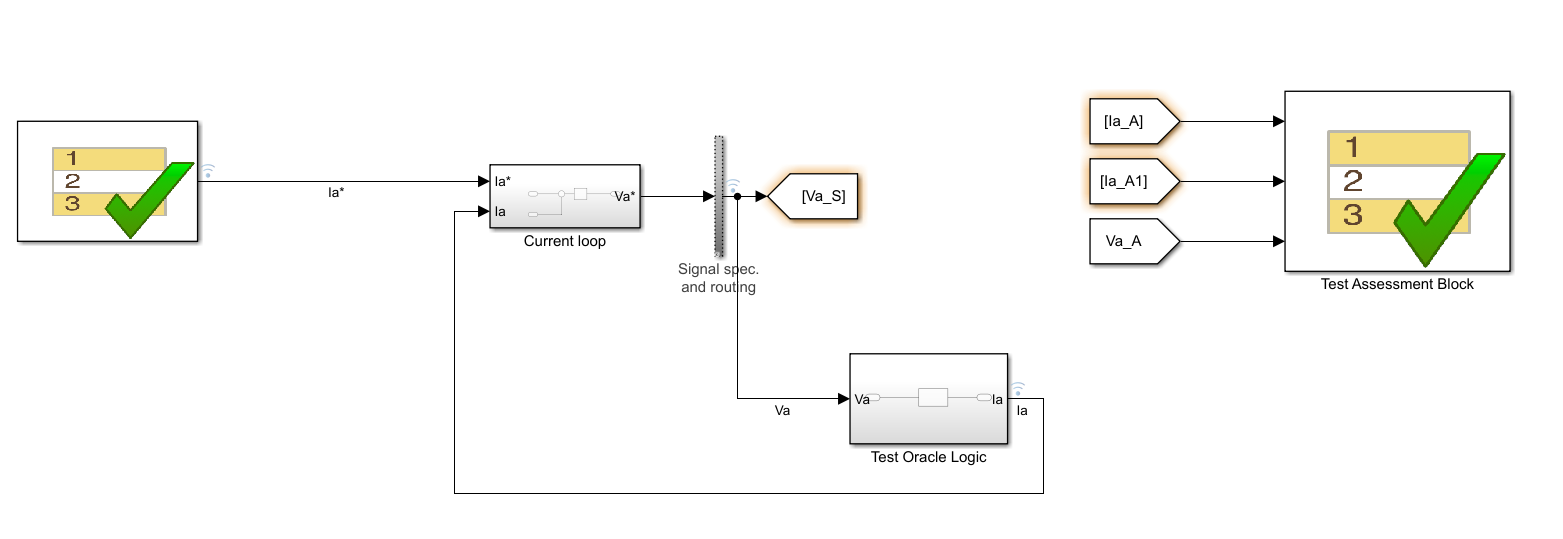 1
2
3
Ia*
Ia*
Ia
Va*
Current loop
Signal spec.
and routing
[Va_S]
Va
Va
Ia
Ia
Test Oracle Logic
[Ia_A]
[Ia_A1]
Va_A
1
2
3
Test Assessment Block